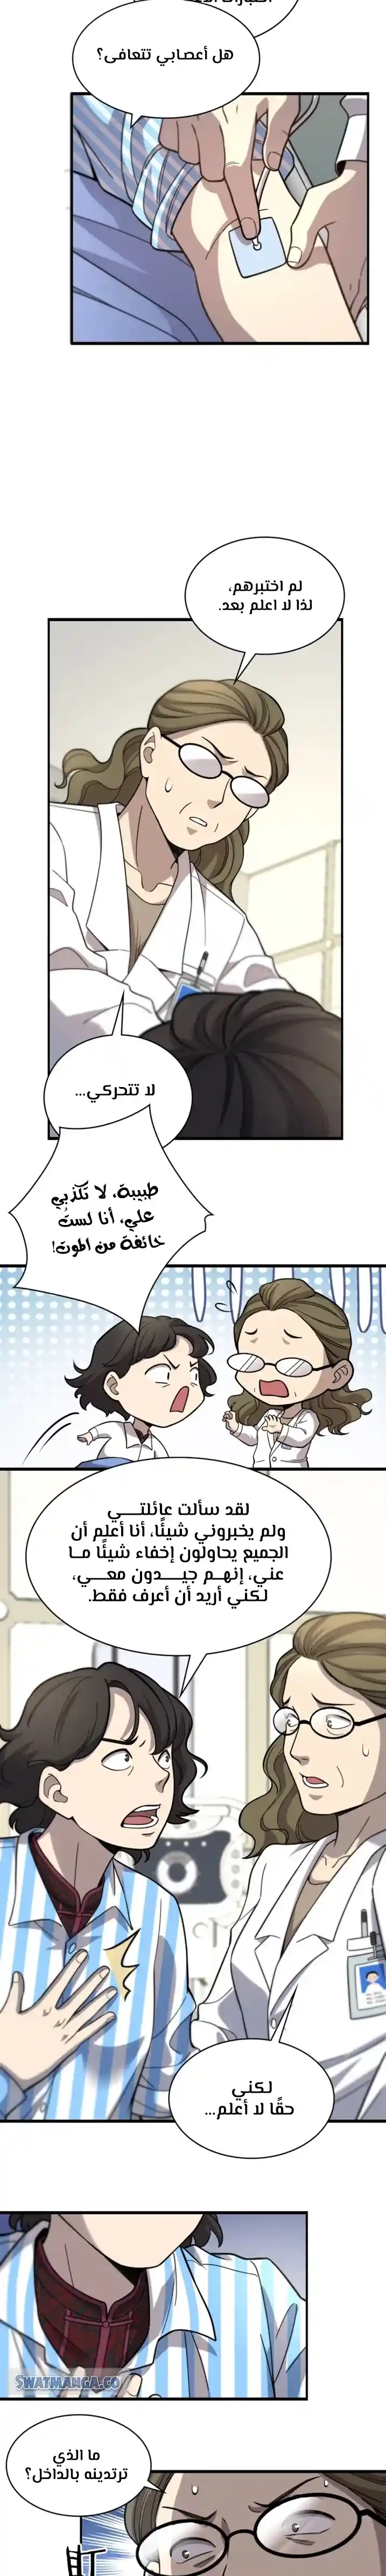 هل أعصابي تتعافى؟
لم اختبرهم،
لذا لا اعلم بعد.
لا تتحركي...
طبيبة، لا تكذبي
علي، أنا لستُ
خائفة من الموت!
لقد سألت عائلتي
ولم يخبروني شيئًا، أنا أعلم أن
الجميع يحاولون إخفاء شيئًا ما
عني، إنهم جيدون معي،
لكني أريد أن أعرف فقط.
لكني
حقًا لا أعلم...
SWATMANGA.CO
ما الذي
ترتدينه بالداخل؟